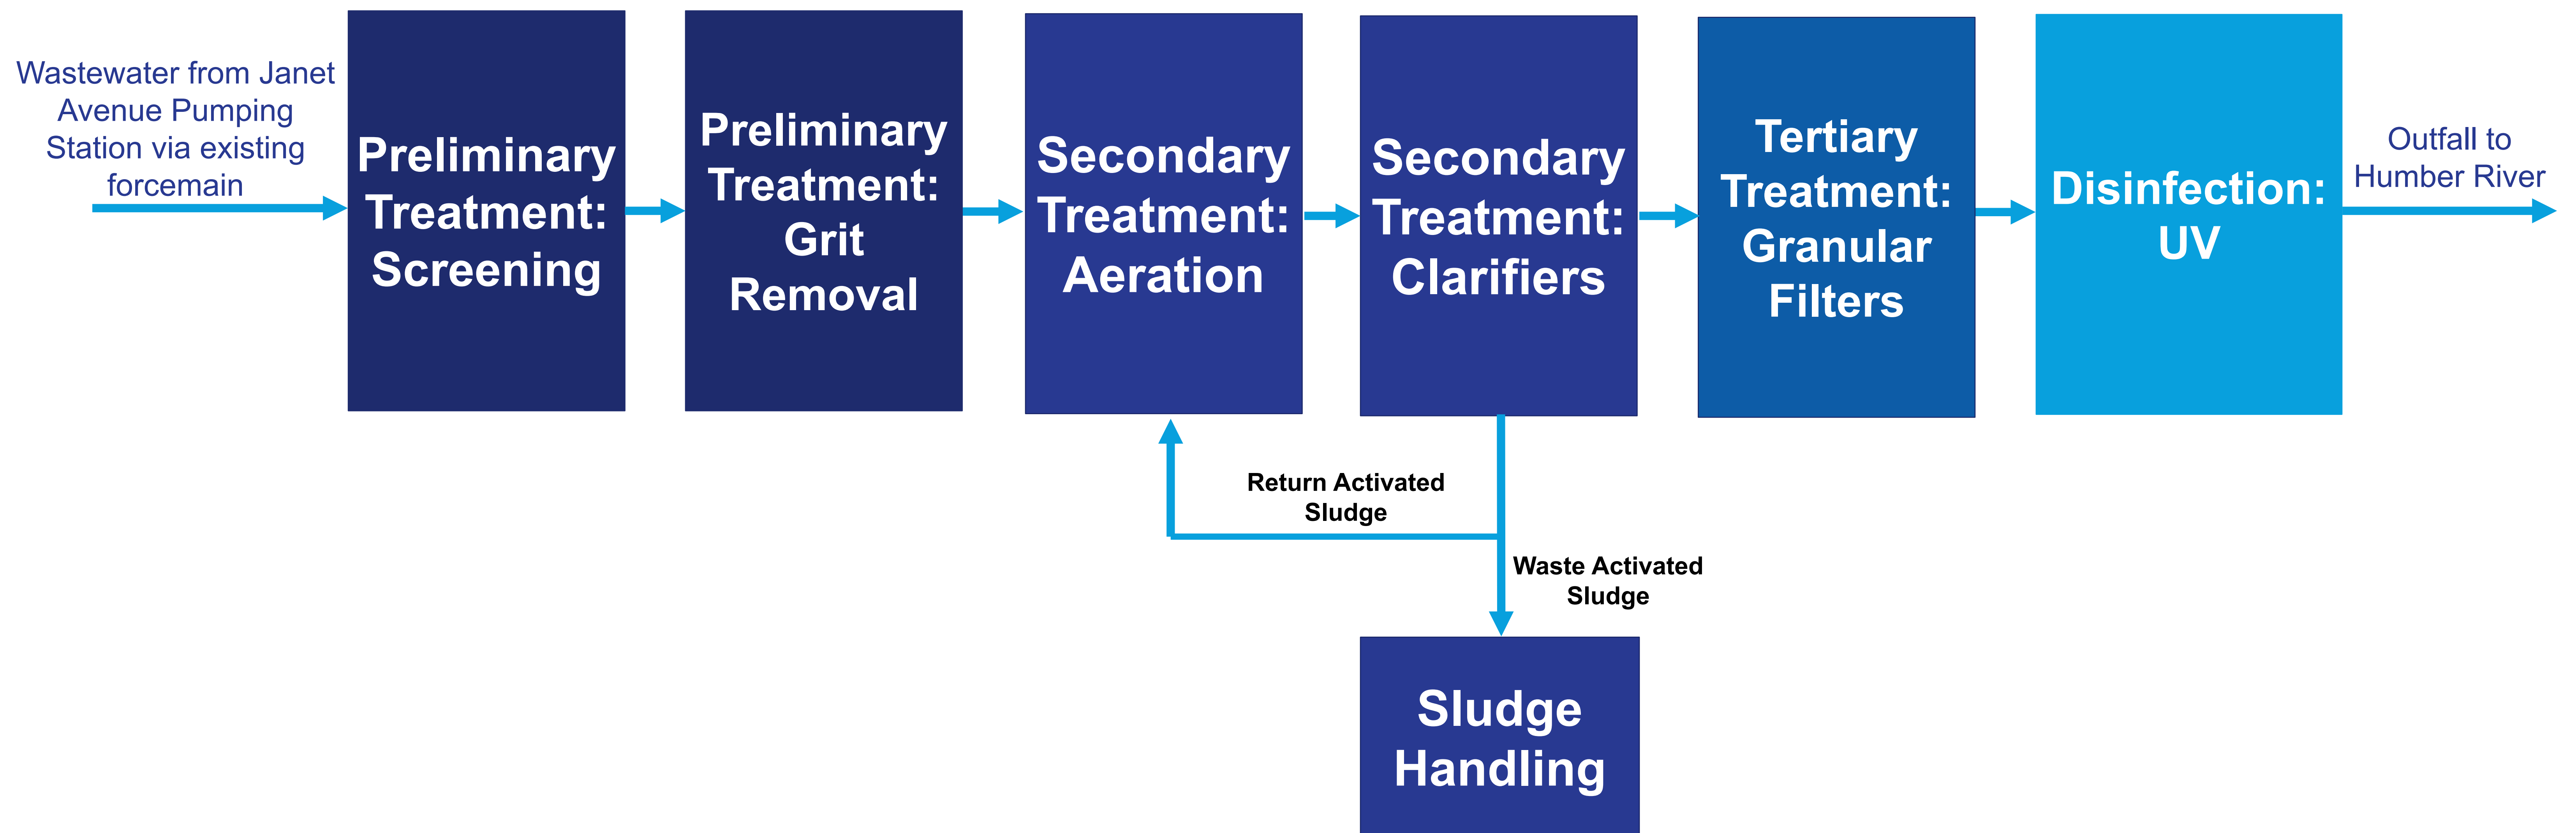 Wastewater from Janet
Avenue Pumping
Station via existing
forcemain
Preliminary
Treatment:
Screening
Preliminary
Treatment:
Grit
Removal
Secondary
Treatment:
Aeration
Secondary
Treatment:
Clarifiers
Tertiary
Treatment:
Granular
Filters
Disinfection:
UV
Outfall to
Humber River
Return Activated
Sludge
Waste Activated
Sludge
Sludge
Handling